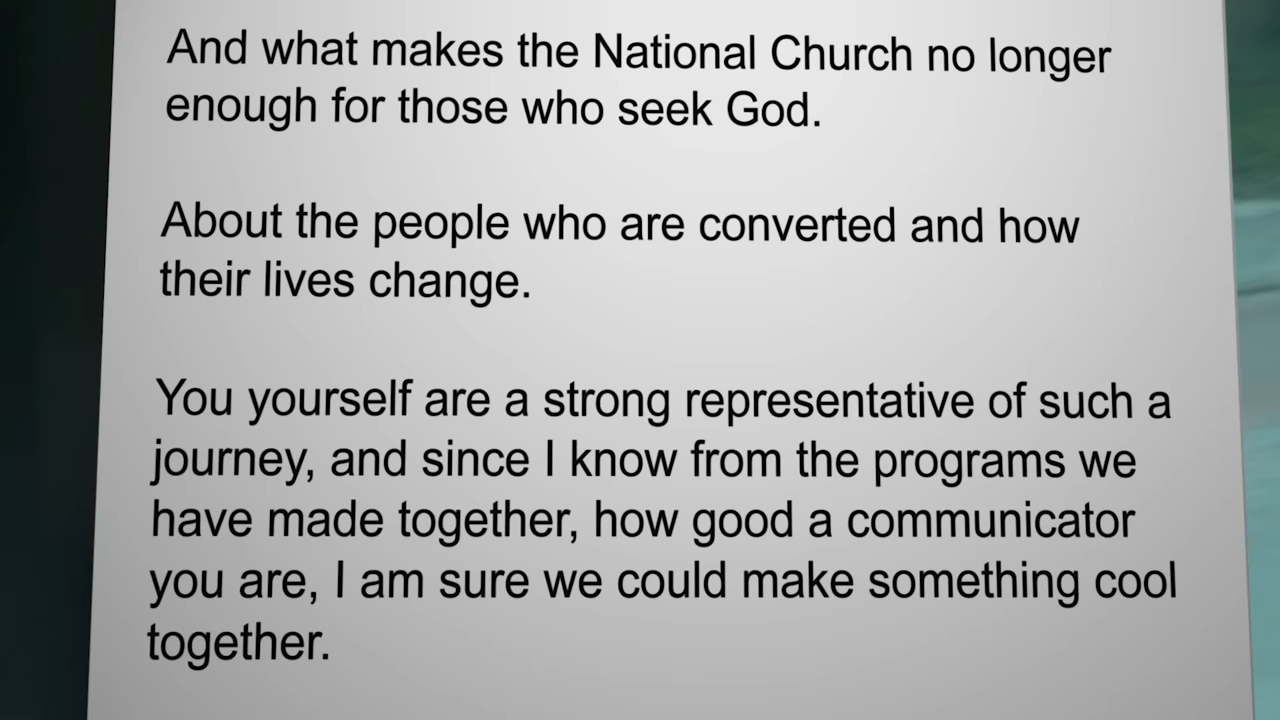 And what makes the National Church no longer
enough for those who seek God.
About the people who are converted and how
their lives change.
You yourself are a strong representative of such a
journey, and since I know from the programs we
have made together, how good a communicator
you are, I am sure we could make something cool
together.